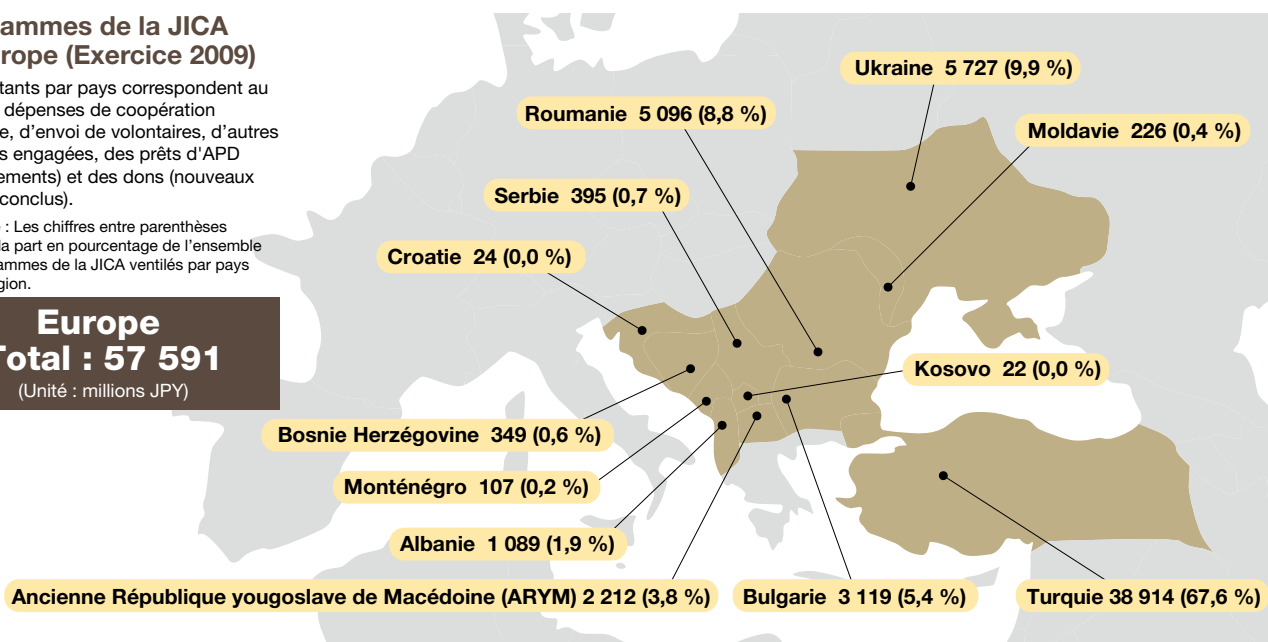 ammes de la JICA
rope (Exercice 2009)
tants par pays correspondent au
dépenses de coopération
e, d'envoi de volontaires, d'autres
s engagées, des prêts d'APD
ements) et des dons (nouveaux
conclus).
: Les chiffres entre parenthèses
la part en pourcentage de l'ensemble
ammes de la JICA ventilés par pays
gion.
Europe
Total : 57 591
(Unité : millions JPY)
Ukraine 5 727 (9,9 %)
Roumanie 5 096 (8,8 %)
Moldavie 226 (0,4 %)
Serbie 395 (0,7 %)
Croatie 24 (0,0 %)
Kosovo 22 (0,0 %)
Bosnie Herzégovine 349 (0,6 %)
Monténégro 107 (0,2 %)
Albanie 1 089 (1,9 %)
Ancienne République yougoslave de Macédoine (ARYM) 2 212 (3,8 %)
Bulgarie 3 119 (5,4 %)
Turquie 38 914 (67,6 %)